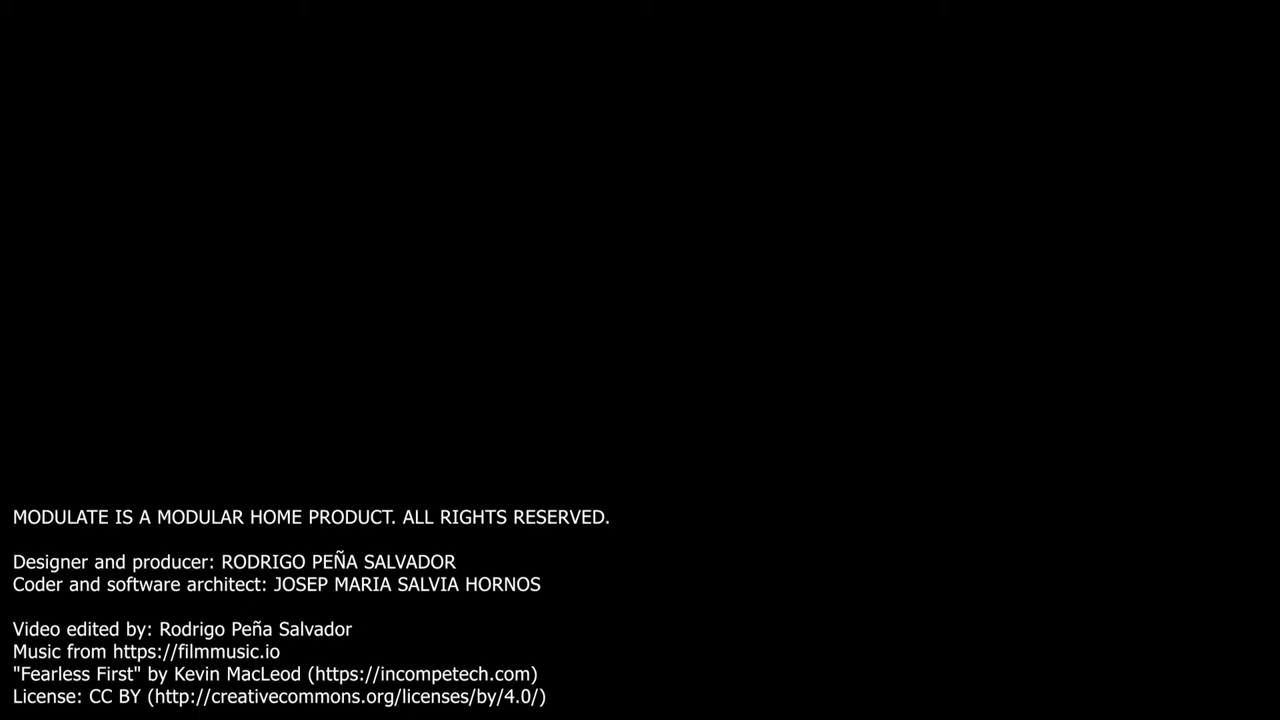 MODULATE IS A MODULAR HOME PRODUCT. ALL RIGHTS RESERVED.
Designer and producer: RODRIGO PEÑA SALVADOR
Coder and software architect: JOSEP MARIA SALVIA HORNOS
Video edited by: Rodrigo Peña Salvador
Music from https://filmmusic.io
"Fearless First" by Kevin MacLeod (https://incompetech.com)
License: CC BY (http://creativecommons.org/licenses/by/4.0/)